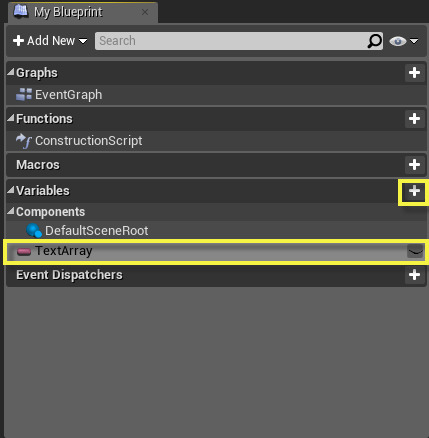 My Blueprint
Add New Search
Graphs
EventGraph
Functions
ConstructionScript
Macros
Variables
Components
DefaultSceneRoot
TextArray
Event Dispatchers